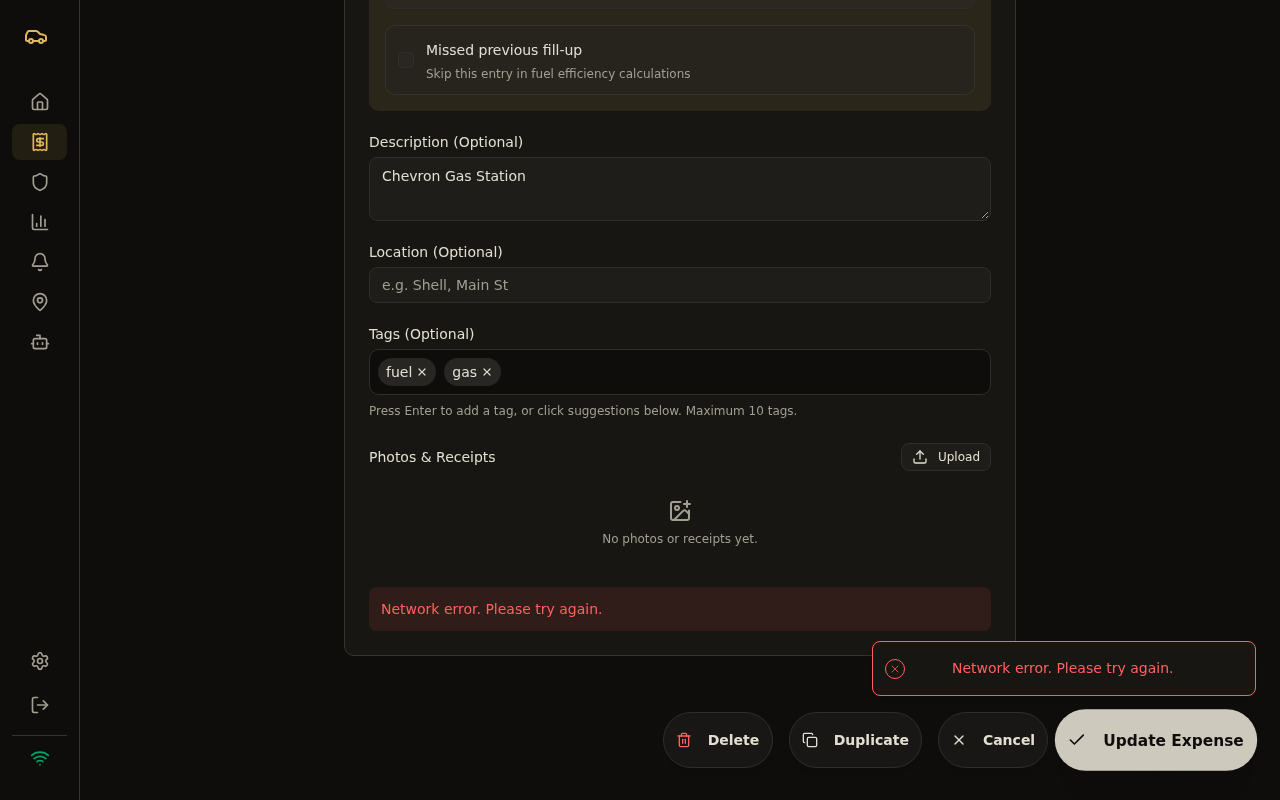 Missed previous fill-up
Skip this entry in fuel efficiency calculations
Description (Optional)
Chevron Gas Station
Location (Optional)
e.g. Shell, Main St
Tags (Optional)
fuel
gas
Press Enter to add a tag, or click suggestions below. Maximum 10 tags.
Photos & Receipts
Upload
No photos or receipts yet.
Network error. Please try again.
Network error. Please try again.
Delete
Duplicate
Cancel
Update Expense